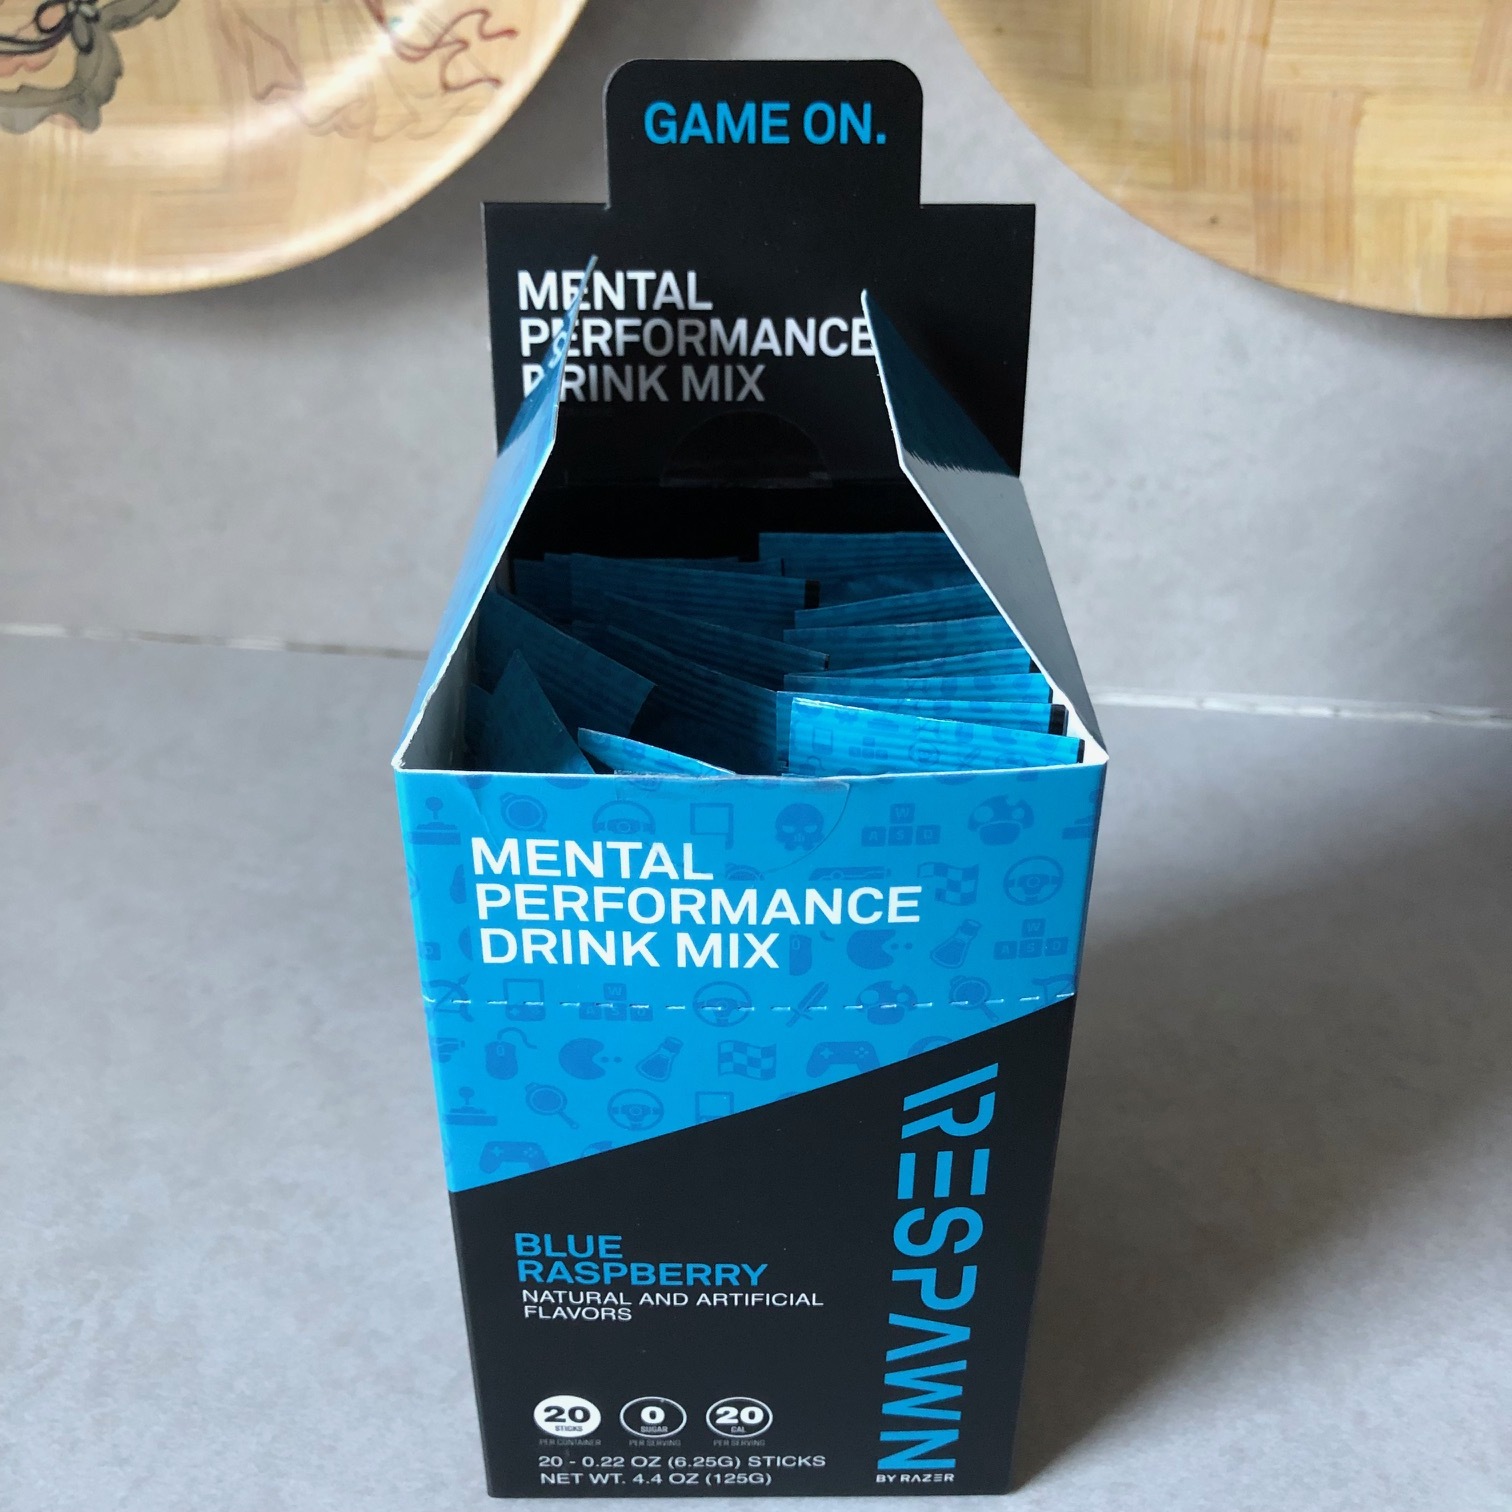 GAME ON.
MENTAL
PERFORMANCE
DRINK MIX
MENTAL
PERFORMANCE
DRINK MIX
W
A S D
W
A S D
W
A S D
RESPAWN
BY RAZER
BLUE
RASPBERRY
NATURAL AND ARTIFICIAL
FLAVORS
20 0 20
STICKS SUGAR CAL
PER CONTAINER PER SERVING PER SERVING
20 - 0.22 OZ (6.25G) STICKS
NET WT. 4.4 OZ (125G)